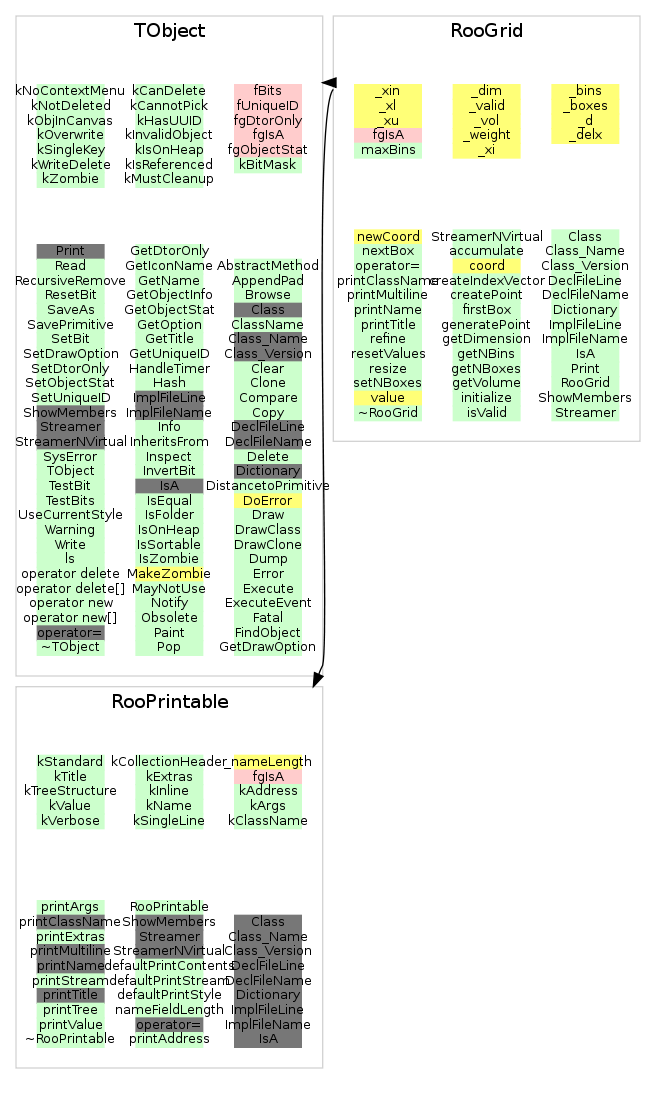 TObject
kNoContextMenu
kNotDeleted
kObjInCanvas
kOverwrite
kSingleKey
kWriteDelete
kZombie
kCanDelete
kCannotPick
kHasUUID
kInvalidObject
kIsOnHeap
kIsReferenced
kMustCleanup
fBits
fUniqueID
fgDtorOnly
fgIsA
fgObjectStat
kBitMask
Print
Read
RecursiveRemove
ResetBit
SaveAs
SavePrimitive
SetBit
SetDrawOption
SetDtorOnly
SetObjectStat
SetUniqueID
ShowMembers
Streamer
StreamerNVirtual
SysError
TObject
TestBit
TestBits
UseCurrentStyle
Warning
Write
ls
operator delete
operator delete[]
operator new
operator new[]
operator=
~TObject
GetDtorOnly
GetIconName
GetName
GetObjectInfo
GetObjectStat
GetOption
GetTitle
GetUniqueID
HandleTimer
Hash
ImplFileLine
ImplFileName
Info
InheritsFrom
Inspect
InvertBit
IsA
IsEqual
IsFolder
IsOnHeap
IsSortable
IsZombie
MakeZombie
MayNotUse
Notify
Obsolete
Paint
Pop
AbstractMethod
AppendPad
Browse
Class
ClassName
Class_Name
Class_Version
Clear
Clone
Compare
Copy
DeclFileLine
DeclFileName
Delete
Dictionary
DistancetoPrimitive
DoError
Draw
DrawClass
DrawClone
Dump
Error
Execute
ExecuteEvent
Fatal
FindObject
GetDrawOption
RooGrid
_xin
_xl
_xu
fgIsA
maxBins
_dim
_valid
_vol
_weight
_xi
_bins
_boxes
_d
_delx
newCoord
nextBox
operator=
printClassName
printMultiline
printName
printTitle
refine
resetValues
resize
setNBoxes
value
~RooGrid
StreamerNVirtual
accumulate
coord
createIndexVector
createPoint
firstBox
generatePoint
getDimension
getNBins
getNBoxes
getVolume
initialize
isValid
Class
Class_Name
Class_Version
DeclFileLine
DeclFileName
Dictionary
ImplFileLine
ImplFileName
IsA
Print
RooGrid
ShowMembers
Streamer
RooPrintable
kStandard
kTitle
kTreeStructure
kValue
kVerbose
kCollectionHeader
kExtras
kInline
kName
kSingleLine
_nameLength
fgIsA
kAddress
kArgs
kClassName
printArgs
printClassName
printExtras
printMultiline
printName
printStream
printTitle
printTree
printValue
~RooPrintable
RooPrintable
ShowMembers
Streamer
StreamerNVirtual
defaultPrintContents
defaultPrintStream
defaultPrintStyle
nameFieldLength
operator=
printAddress
Class
Class_Name
Class_Version
DeclFileLine
DeclFileName
Dictionary
ImplFileLine
ImplFileName
IsA